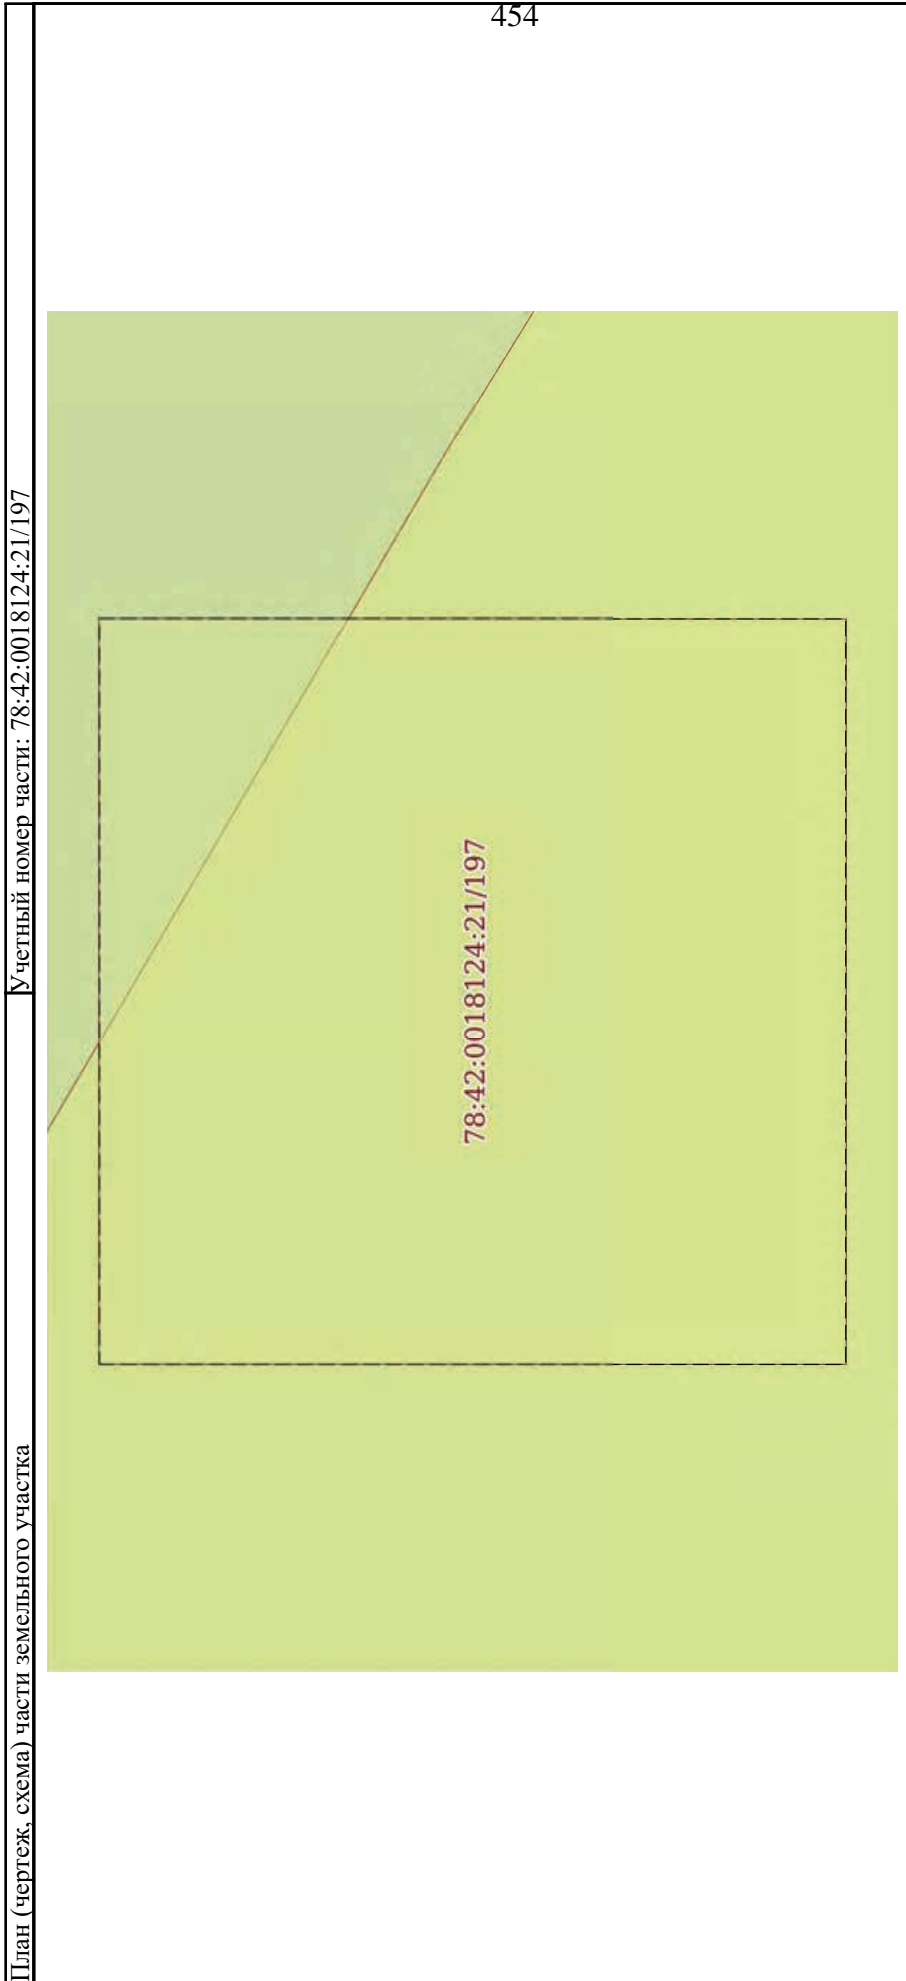 454
План (чертеж, схема) части земельного участка
Учетный номер части: 78:42:0018124:21/197
78:42:0018124:21/197